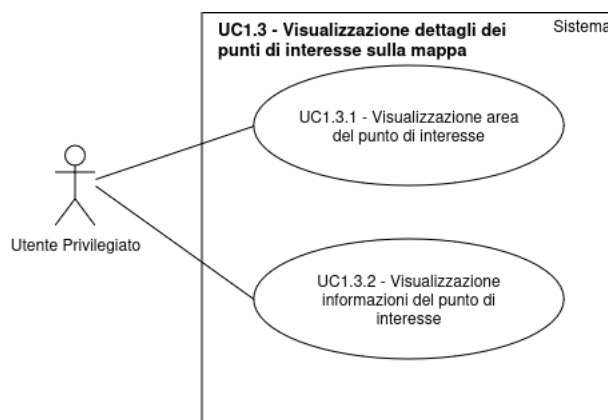 UC1.3 - Visualizzazione dettagli dei
punti di interesse sulla mappa
Sistema
UC1.3.1 - Visualizzazione area
del punto di interesse
Utente Privilegiato
UC1.3.2 - Visualizzazione
informazioni del punto di
interesse